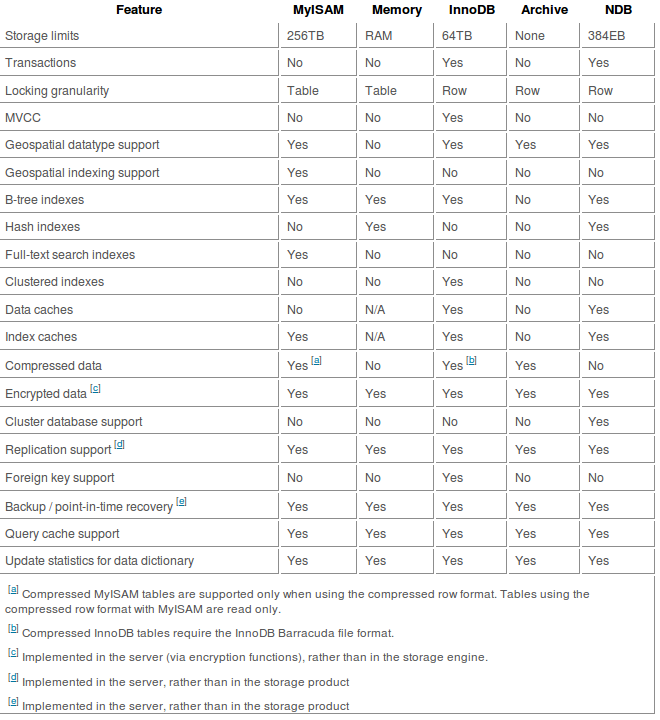 Feature MyISAM Memory InnoDB Archive NDB
Storage limits 256TB RAM 64TB None 384EB
Transactions No No Yes No Yes
Locking granularity Table Table Row Row Row
MVCC No No Yes No No
Geospatial datatype support Yes No Yes Yes Yes
Geospatial indexing support Yes No No No No
B-tree indexes Yes Yes Yes No Yes
Hash indexes No Yes No No Yes
Full-text search indexes Yes No No No No
Clustered indexes No No Yes No No
Data caches No N/A Yes No Yes
Index caches Yes N/A Yes No Yes
Compressed data Yes [a] No Yes [b] Yes No
Encrypted data [c] Yes Yes Yes Yes Yes
Cluster database support No No No No Yes
Replication support [d] Yes Yes Yes Yes Yes
Foreign key support No No Yes No No
Backup / point-in-time recovery [e] Yes Yes Yes Yes Yes
Query cache support Yes Yes Yes Yes Yes
Update statistics for data dictionary Yes Yes Yes Yes Yes
[a] Compressed MyISAM tables are supported only when using the compressed row format. Tables using the
compressed row format with MyISAM are read only.
[b] Compressed InnoDB tables require the InnoDB Barracuda file format.
[c] Implemented in the server (via encryption functions), rather than in the storage engine.
[d] Implemented in the server, rather than in the storage product
[e] Implemented in the server, rather than in the storage product